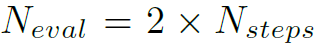 N_{eval} = 2 × N_{steps}